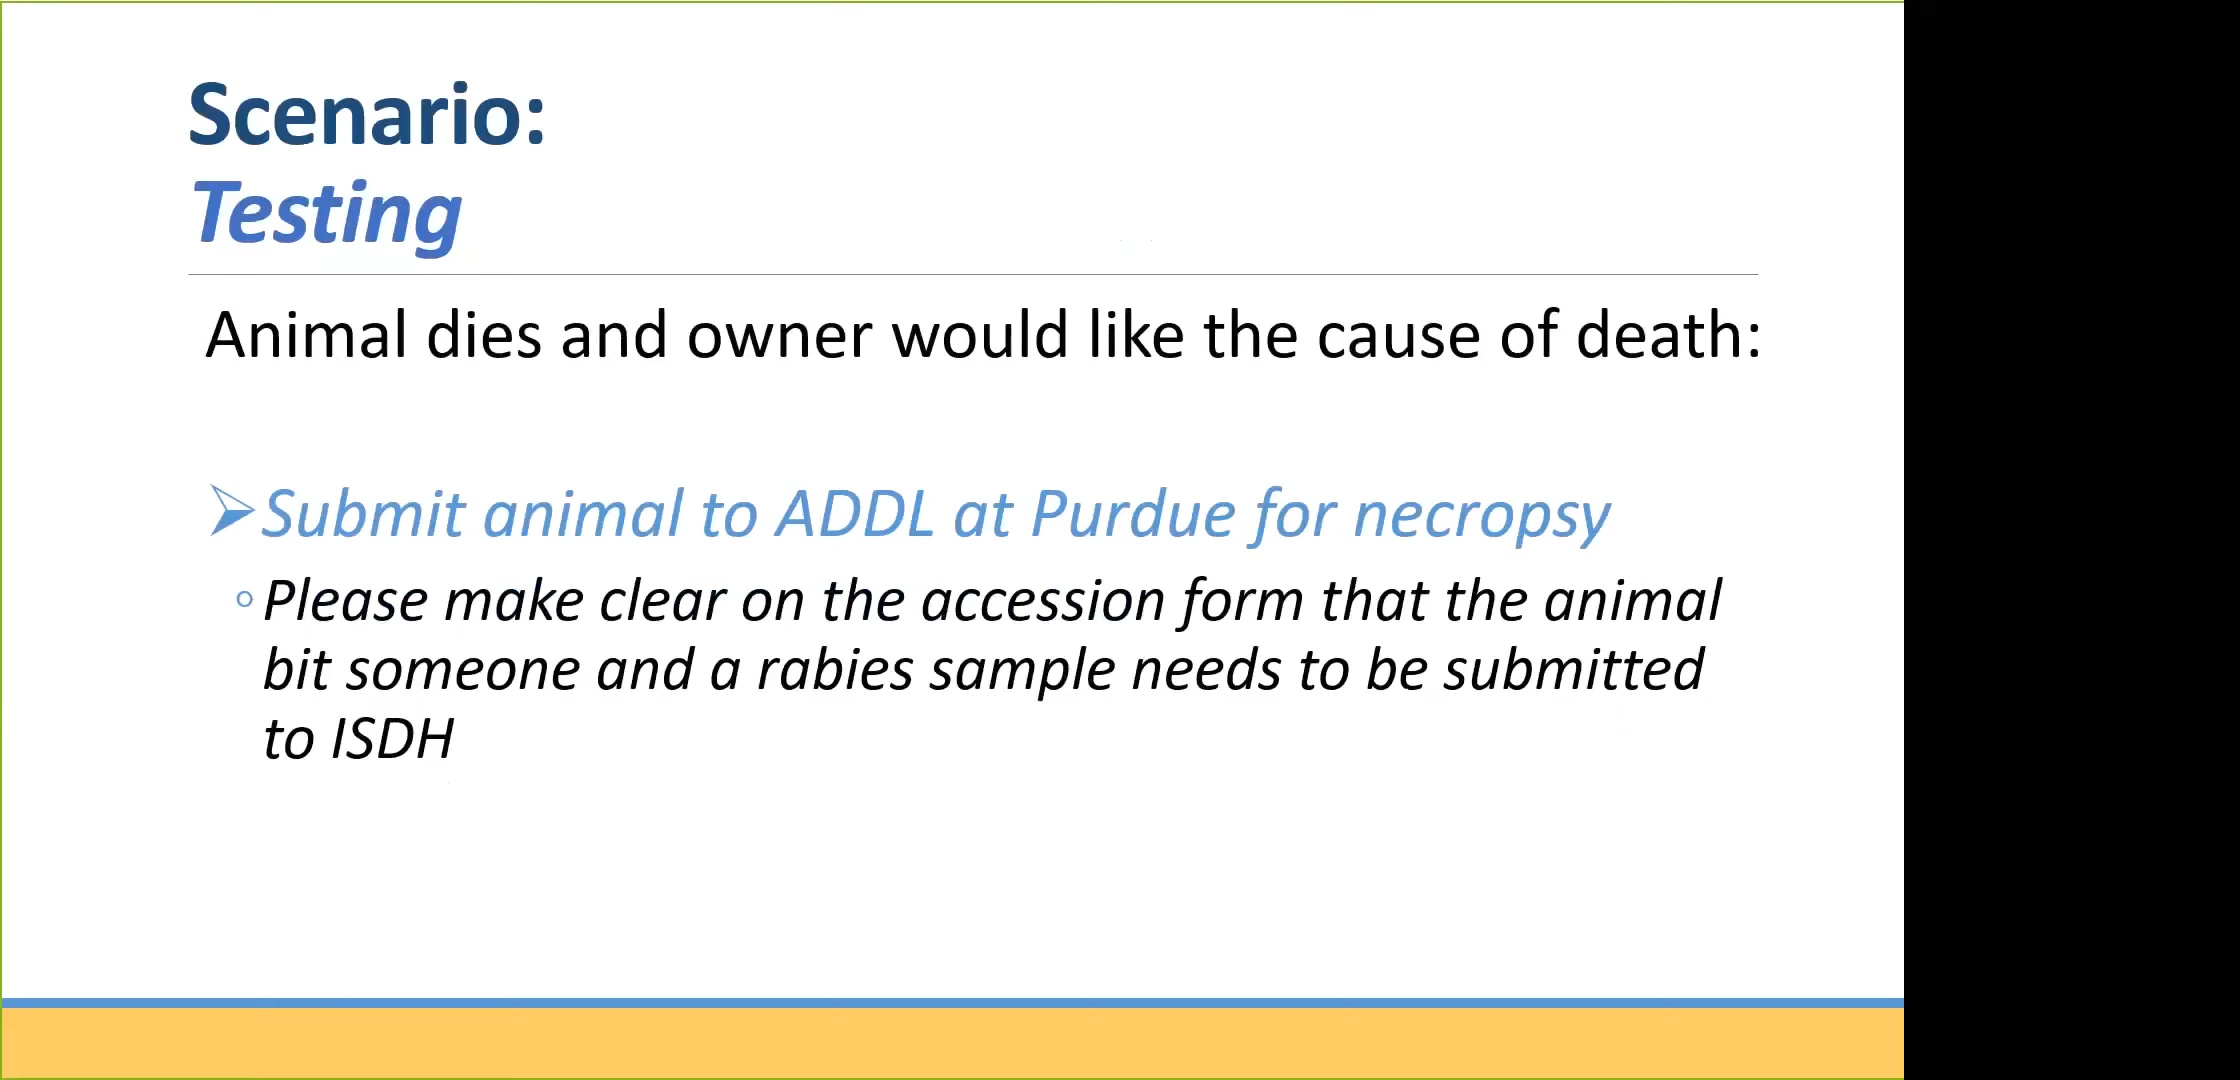 Scenario:
Testing
Animal dies and owner would like the cause of death:
➢Submit animal to ADDL at Purdue for necropsy
◦Please make clear on the accession form that the animal
bit someone and a rabies sample needs to be submitted
to ISDH